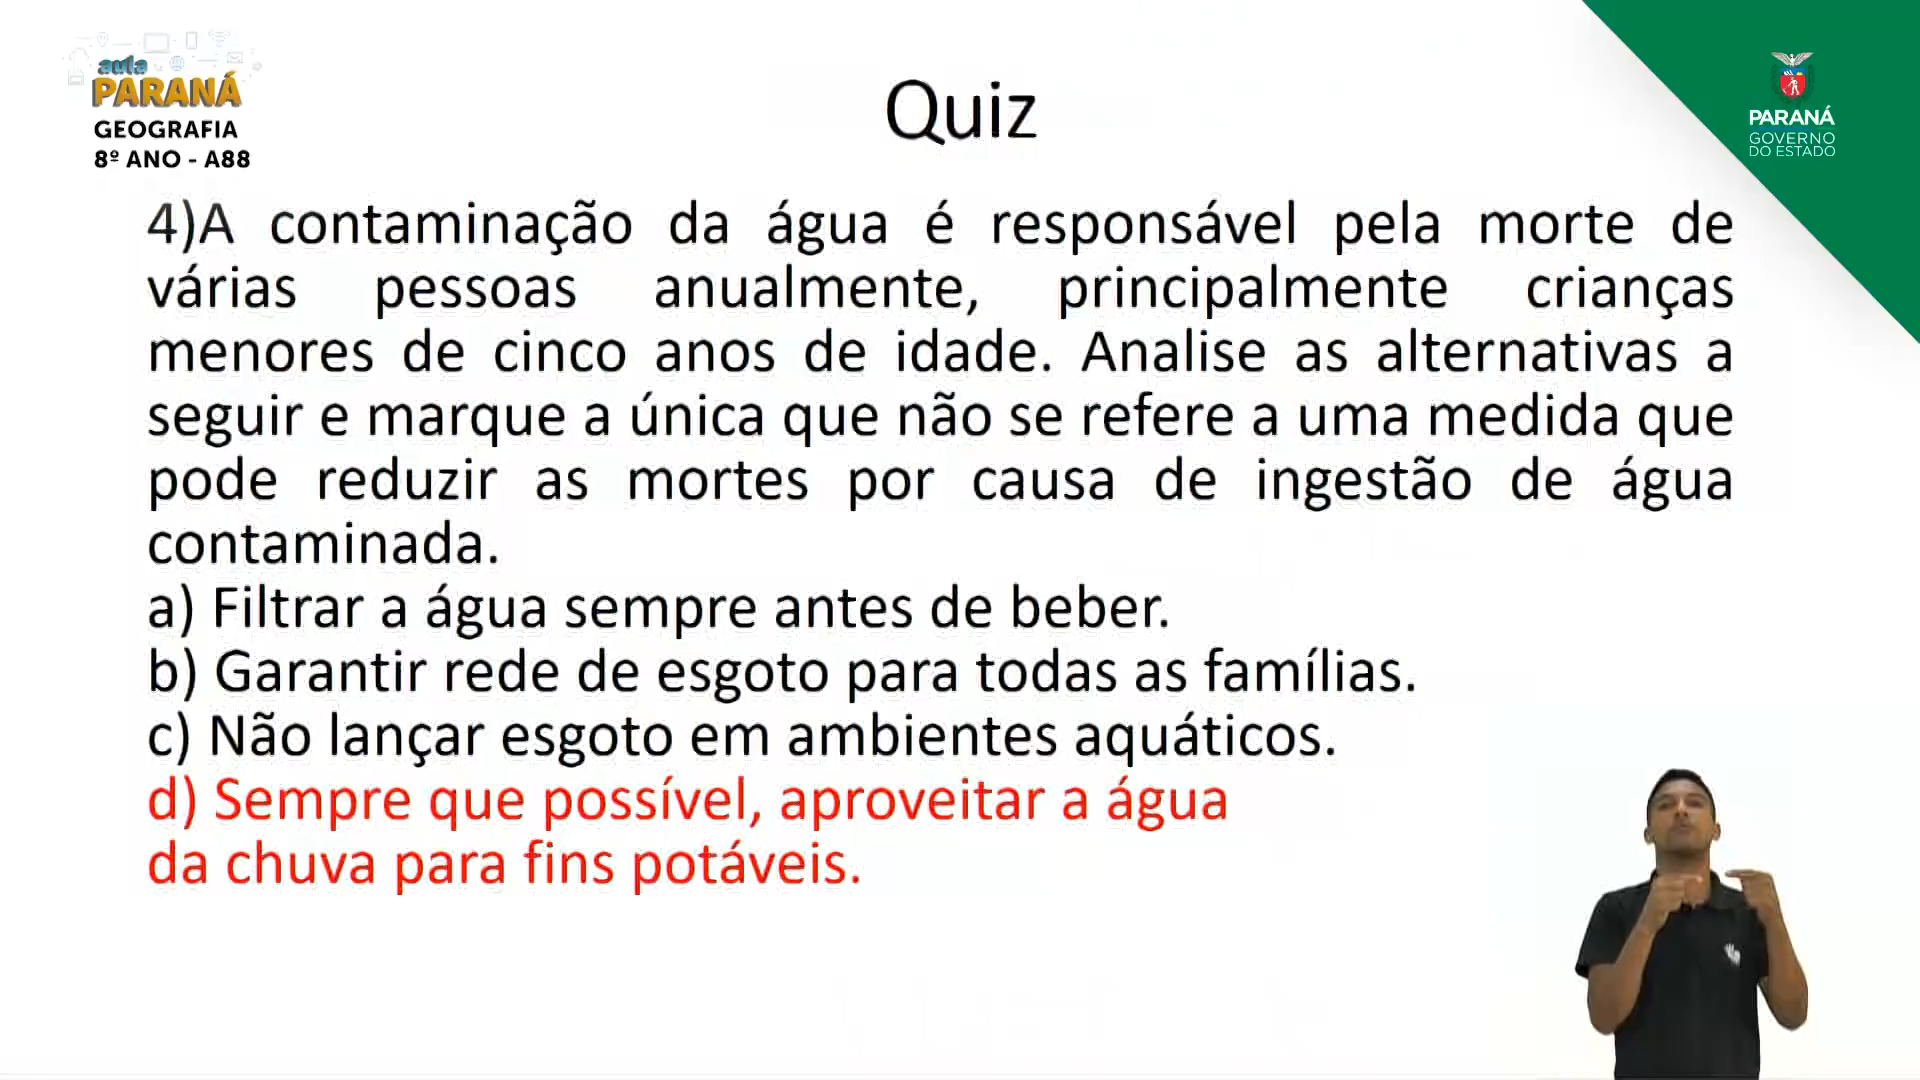 aula
PARANÁ
GEOGRAFIA
8º ANO - A88
Quiz
PARANÁ
GOVERNO
DO ESTADO
4)A contaminação da água é responsável pela morte de
várias pessoas anualmente, principalmente crianças
menores de cinco anos de idade. Analise as alternativas a
seguir e marque a única que não se refere a uma medida que
pode reduzir as mortes por causa de ingestão de água
contaminada.
a) Filtrar a água sempre antes de beber.
b) Garantir rede de esgoto para todas as famílias.
c) Não lançar esgoto em ambientes aquáticos.
d) Sempre que possível, aproveitar a água
da chuva para fins potáveis.